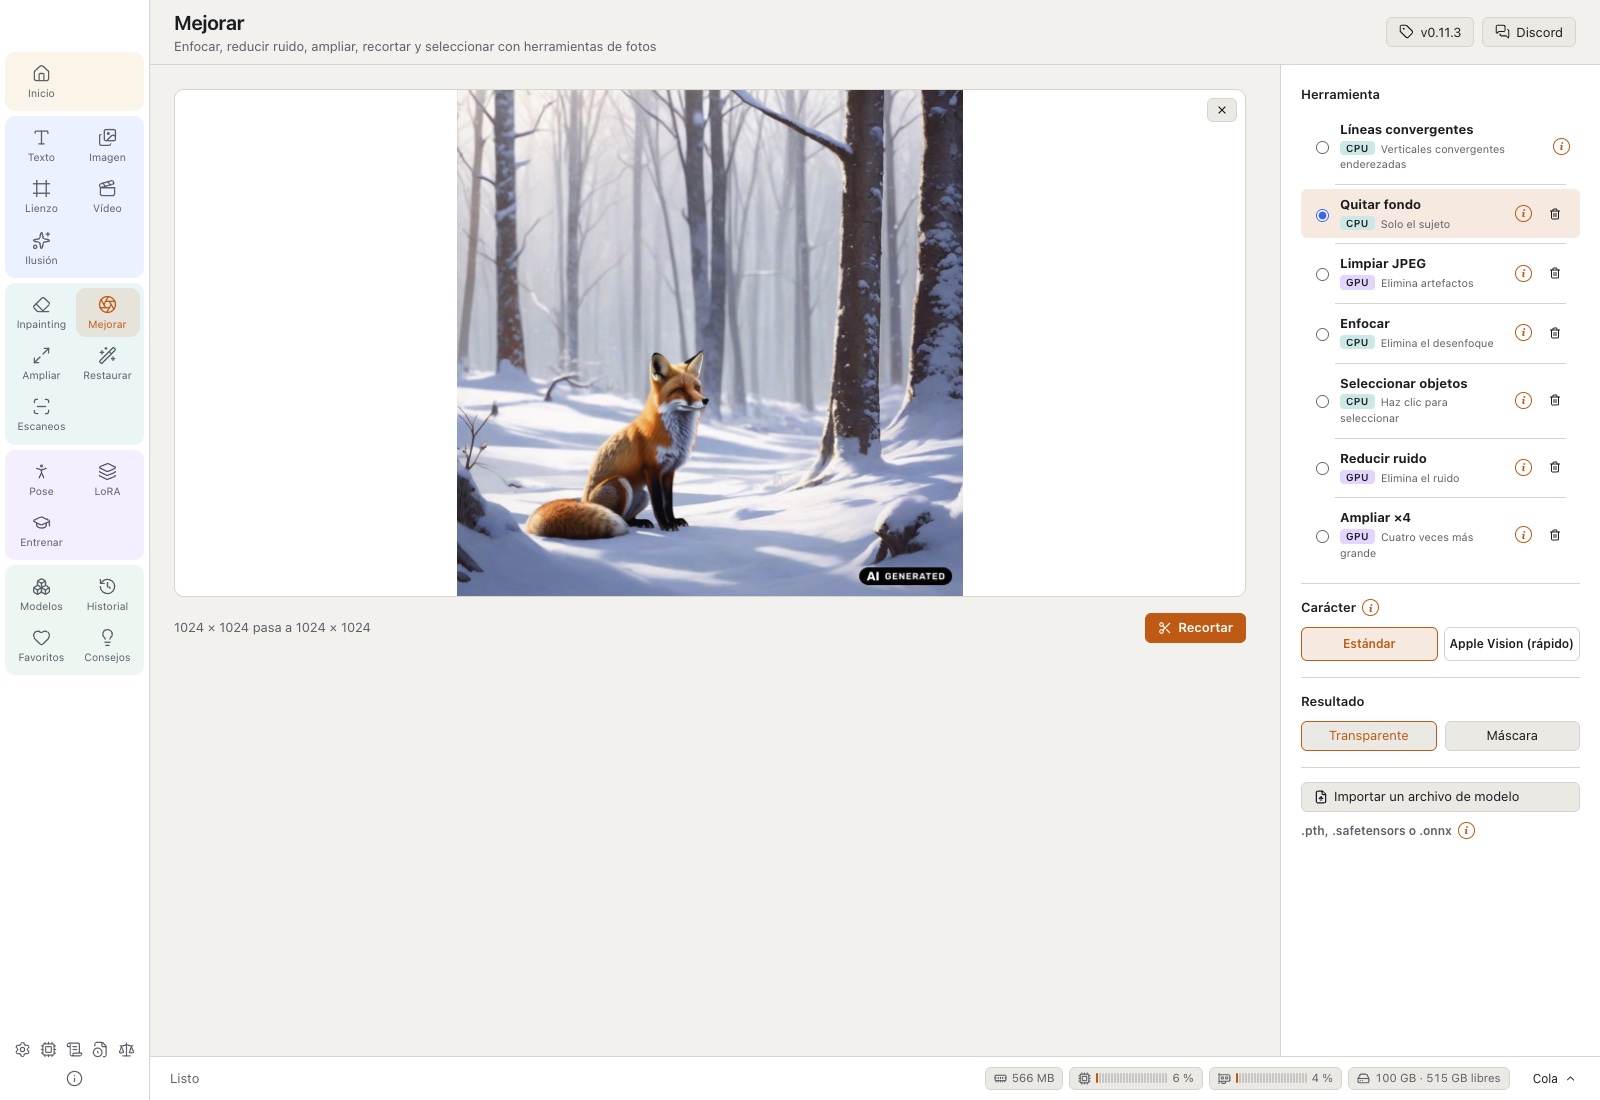 Mejorar
Enfocar, reducir ruido, ampliar, recortar y seleccionar con herramientas de fotos
v0.11.3
Discord
Inicio
Texto
Imagen
Lienzo
Vídeo
Ilusión
Inpainting
Mejorar
Ampliar
Restaurar
Escaneos
Pose
LoRA
Entrenar
Modelos
Historial
Favoritos
Consejos
AI GENERATED
1024 × 1024 pasa a 1024 × 1024
Recortar
Herramienta
Líneas convergentes
CPU Verticales convergentes
enderezadas
Quitar fondo
CPU Solo el sujeto
Limpiar JPEG
GPU Elimina artefactos
Enfocar
CPU Elimina el desenfoque
Seleccionar objetos
CPU Haz clic para
seleccionar
Reducir ruido
GPU Elimina el ruido
Ampliar ×4
GPU Cuatro veces más
grande
Carácter
Estándar
Apple Vision (rápido)
Resultado
Transparente
Máscara
Importar un archivo de modelo
.pth, .safetensors o .onnx
Listo
566 MB
6 %
4 %
100 GB · 515 GB libres
Cola